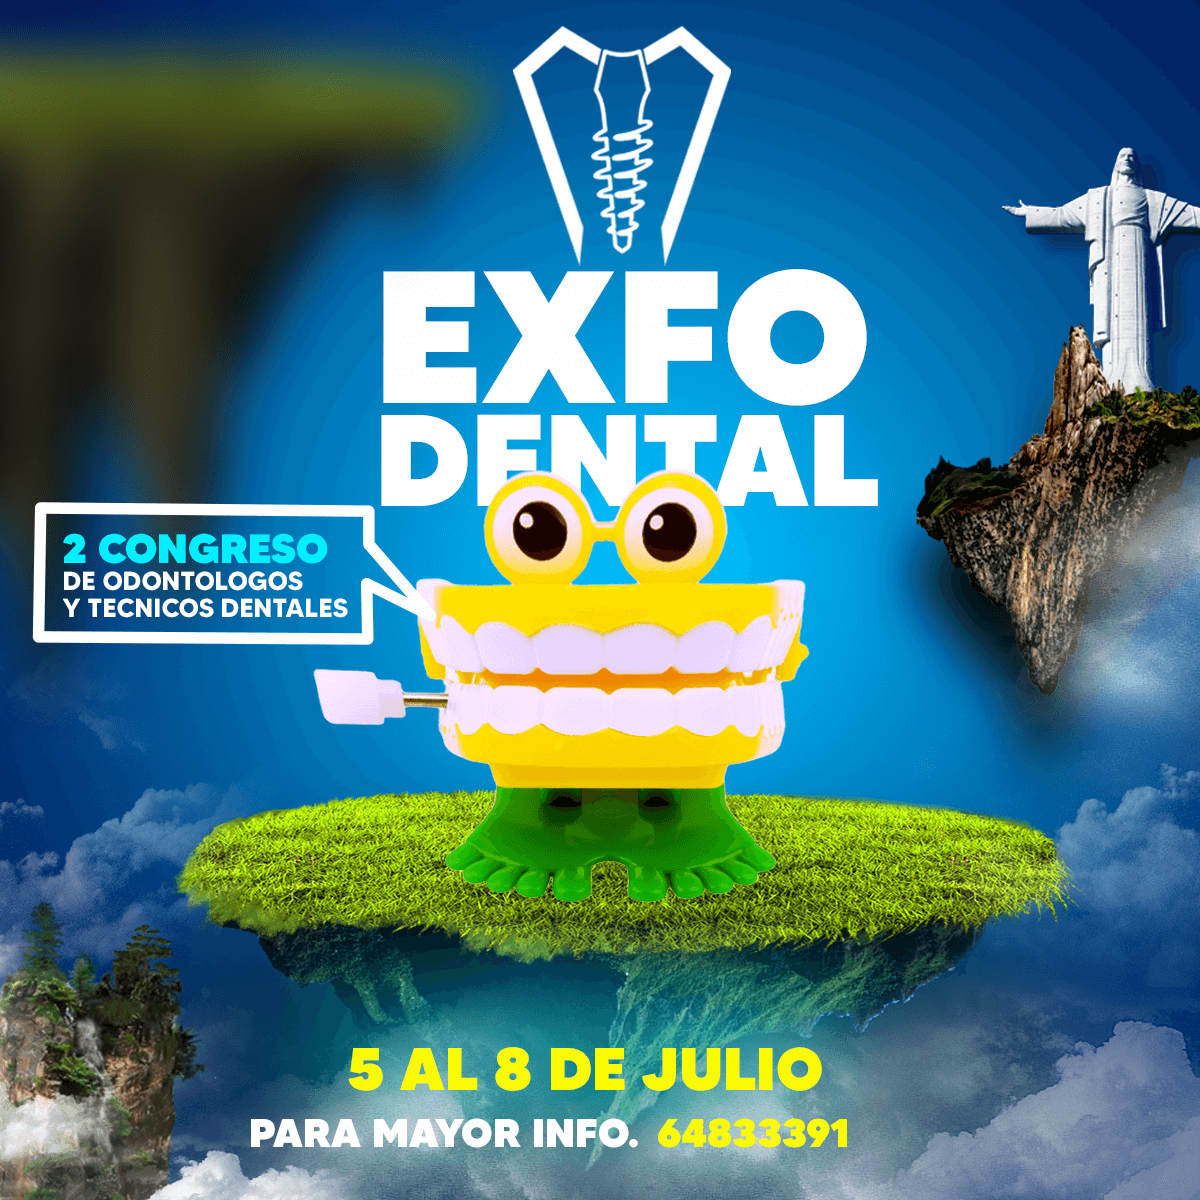 EXFO
DENTAL
2 CONGRESO
DE ODONTOLOGOS
Y TECNICOS DENTALES
5 AL 8 DE JULIO
PARA MAYOR INFO. 64833391